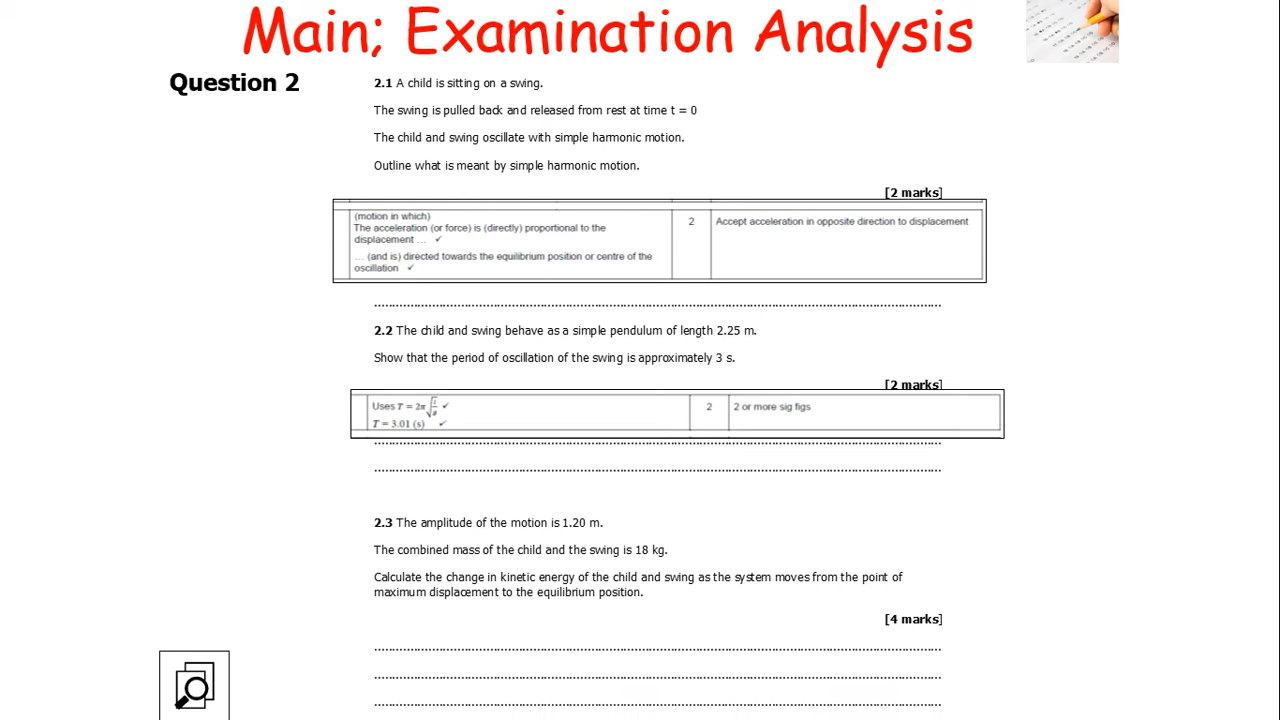 Main; Examination Analysis
Question 2
2.1 A child is sitting on a swing.
The swing is pulled back and released from rest at time t = 0
The child and swing oscillate with simple harmonic motion.
Outline what is meant by simple harmonic motion.
[2 marks]
(motion in which)
The acceleration (or force) is (directly) proportional to the
displacement … ✓
… (and is) directed towards the equilibrium position or centre of the
oscillation ✓
2
Accept acceleration in opposite direction to displacement
2.2 The child and swing behave as a simple pendulum of length 2.25 m.
Show that the period of oscillation of the swing is approximately 3 s.
[2 marks]
Uses T = 2π √(l/g) ✓
T = 3.01 (s) ✓
2
2 or more sig figs
2.3 The amplitude of the motion is 1.20 m.
The combined mass of the child and the swing is 18 kg.
Calculate the change in kinetic energy of the child and swing as the system moves from the point of
maximum displacement to the equilibrium position.
[4 marks]